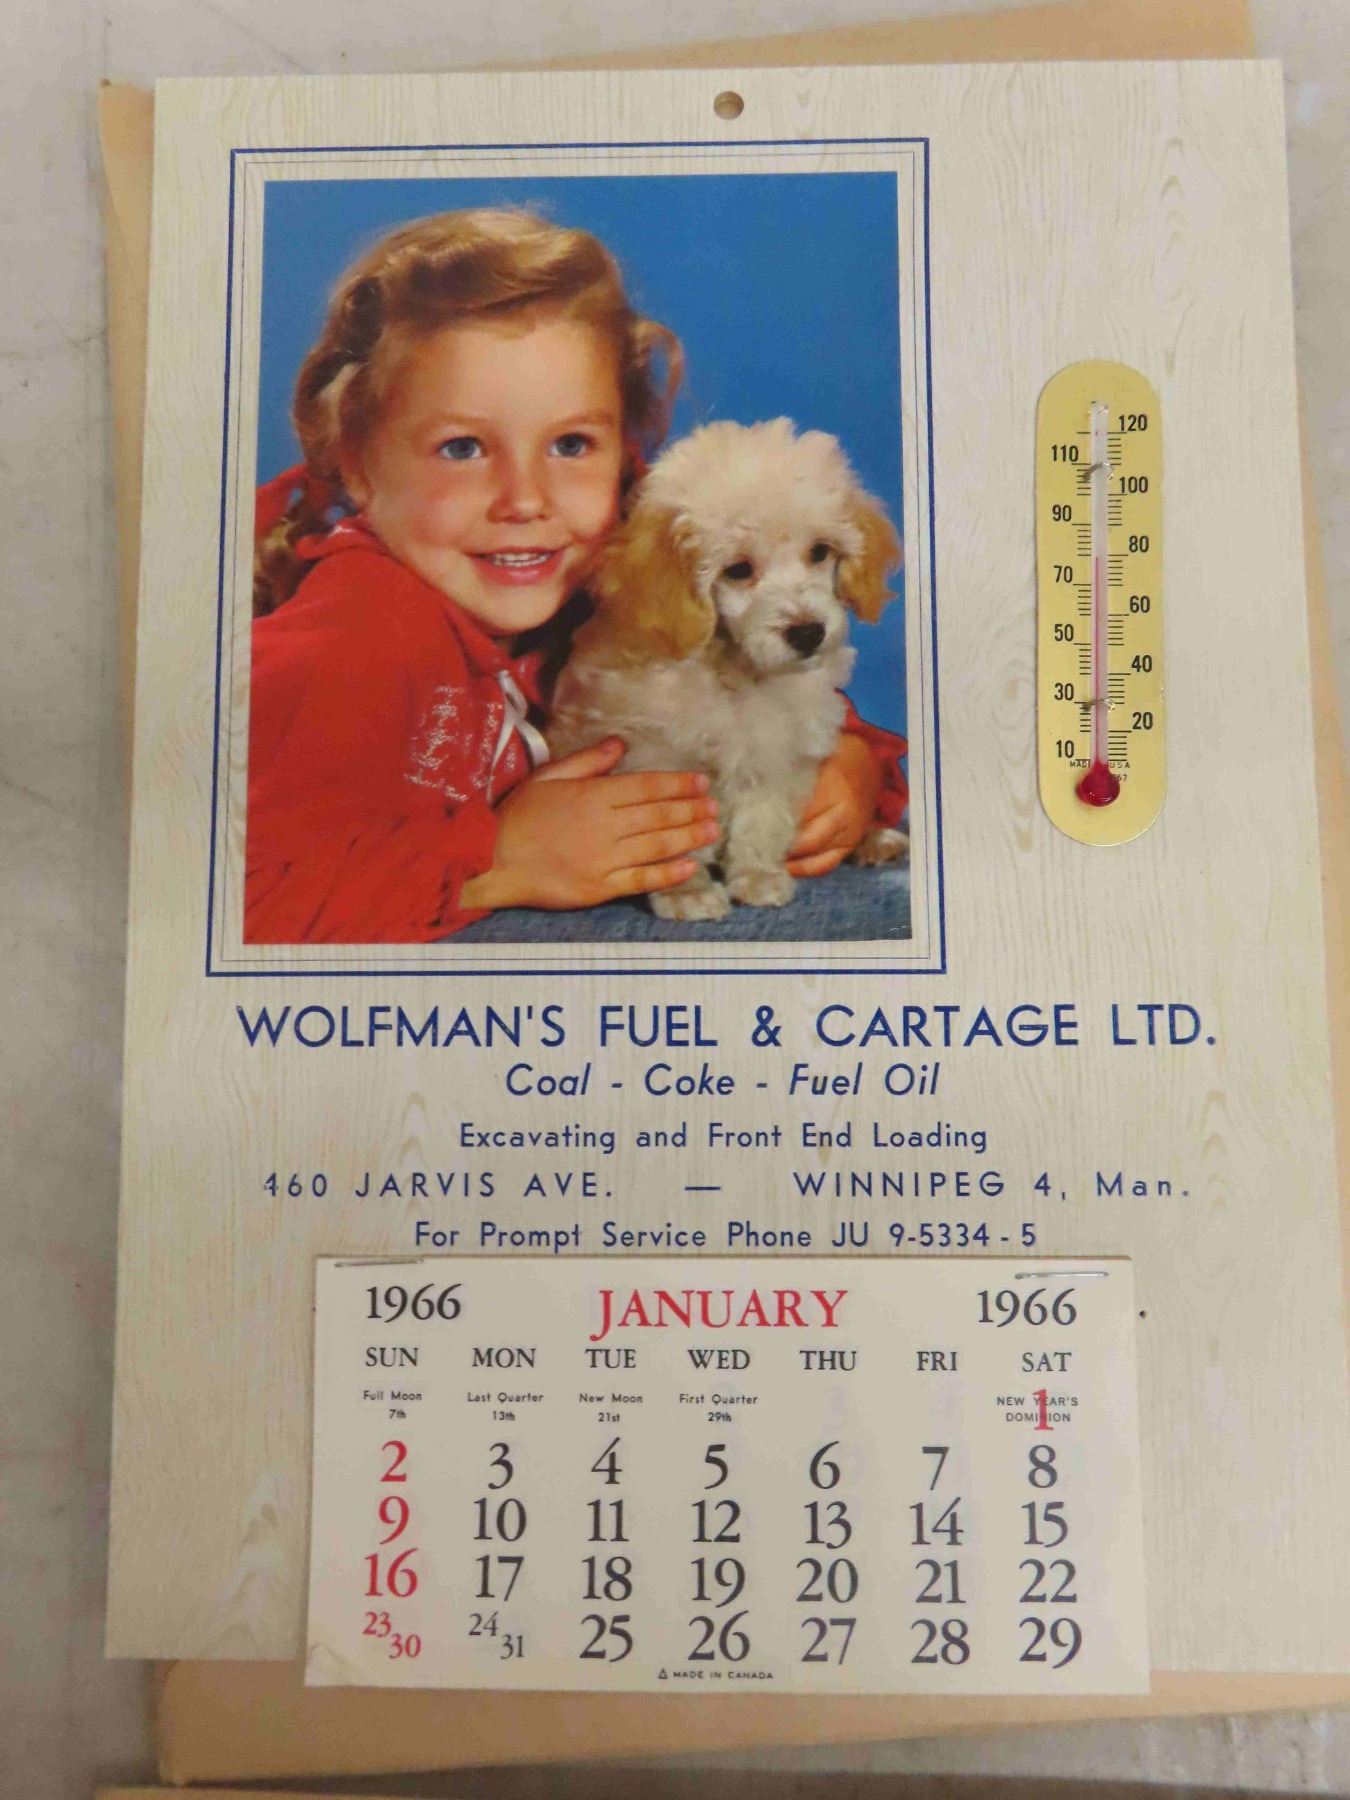 120
110
100
90
80
70
60
50
40
30
20
10
MADE USA
WOLFMAN'S FUEL & CARTAGE LTD.
Coal - Coke - Fuel Oil
Excavating and Front End Loading
460 JARVIS AVE. — WINNIPEG 4, Man.
For Prompt Service Phone JU 9-5334 - 5
1966 JANUARY 1966
SUN MON TUE WED THU FRI SAT
Full Moon 7th Last Quarter 13th New Moon 21st First Quarter 29th NEW YEAR'S DOMINION 1
2 3 4 5 6 7 8
9 10 11 12 13 14 15
16 17 18 19 20 21 22
23 30 24 31 25 26 27 28 29
MADE IN CANADA